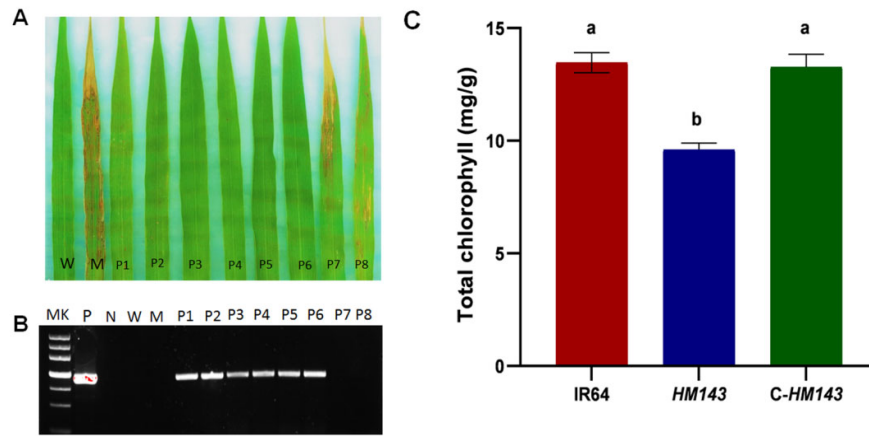 A
W M P1 P2 P3 P4 P5 P6 P7 P8
B
MK P N W M P1 P2 P3 P4 P5 P6 P7 P8
C
Total chlorophyll (mg/g)
15
10
5
0
a
b
a
IR64 HM143 C-HM143